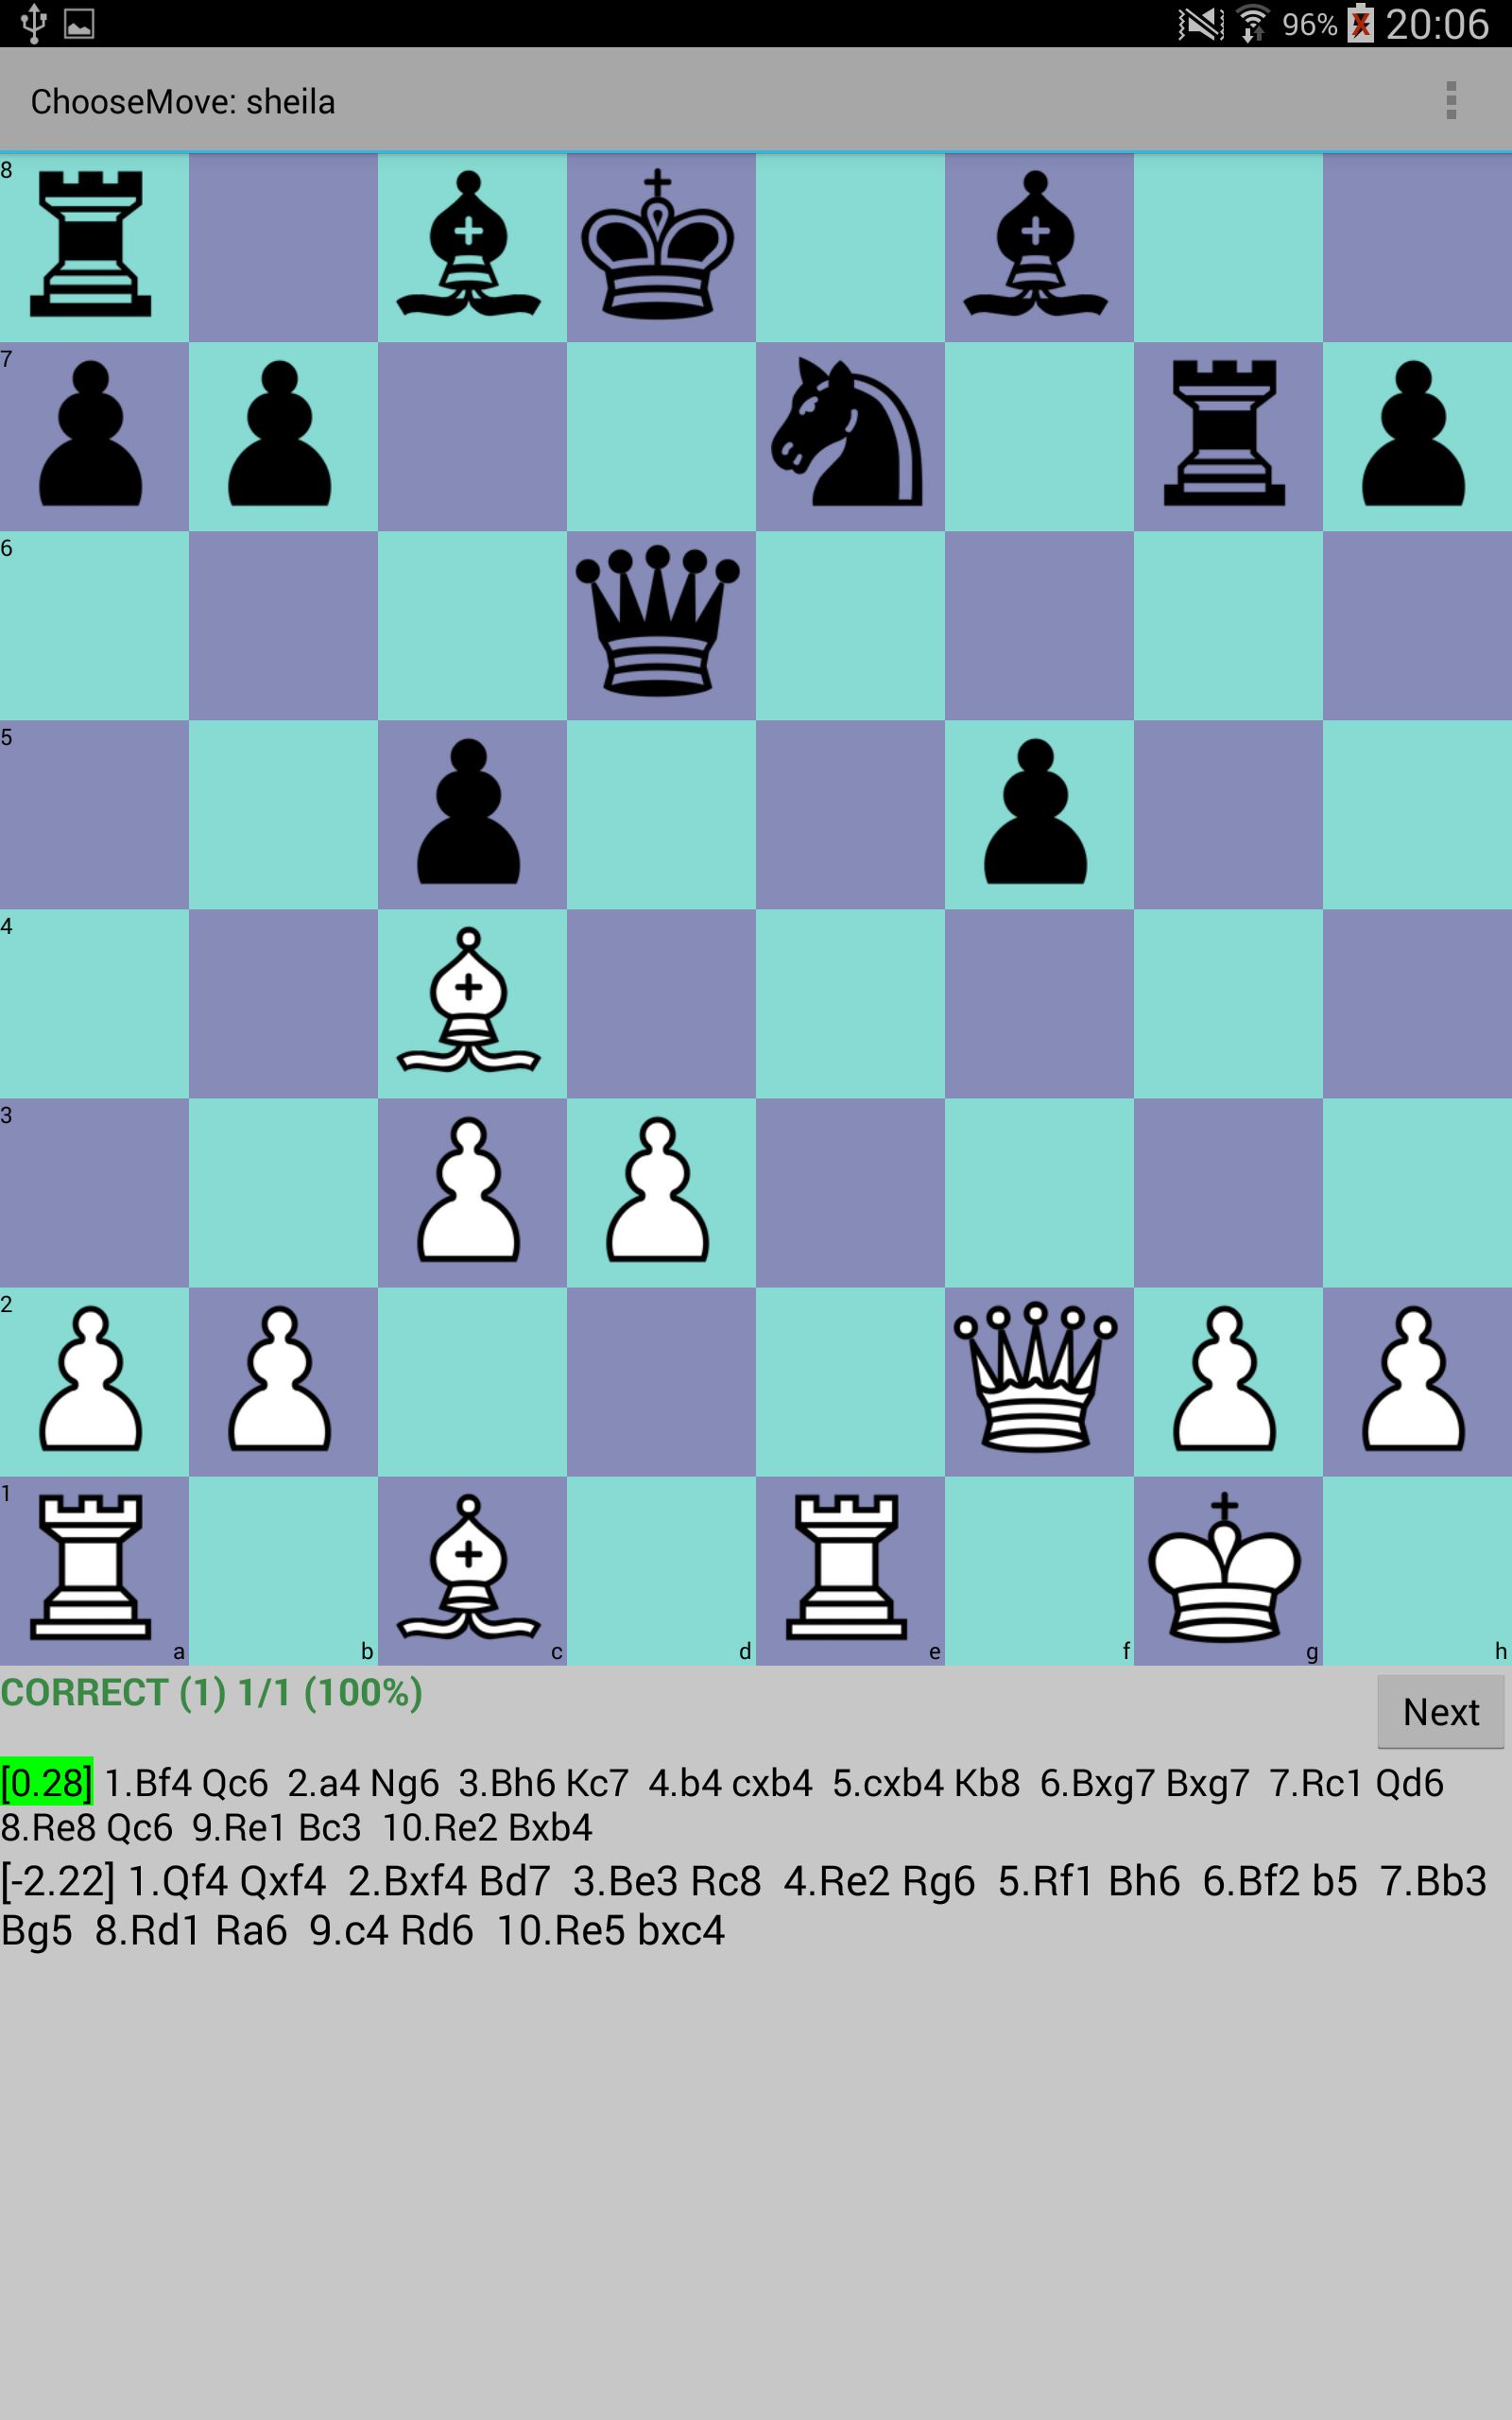 96% 20:06
ChooseMove: sheila
8
7
6
5
4
3
2
1
a b c d e f g h
CORRECT (1) 1/1 (100%)
Next
[0.28] 1.Bf4 Qc6 2.a4 Ng6 3.Bh6 Kc7 4.b4 cxb4 5.cxb4 Kb8 6.Bxg7 Bxg7 7.Rc1 Qd6
8.Re8 Qc6 9.Re1 Bc3 10.Re2 Bxb4
[-2.22] 1.Qf4 Qxf4 2.Bxf4 Bd7 3.Be3 Rc8 4.Re2 Rg6 5.Rf1 Bh6 6.Bf2 b5 7.Bb3
Bg5 8.Rd1 Ra6 9.c4 Rd6 10.Re5 bxc4